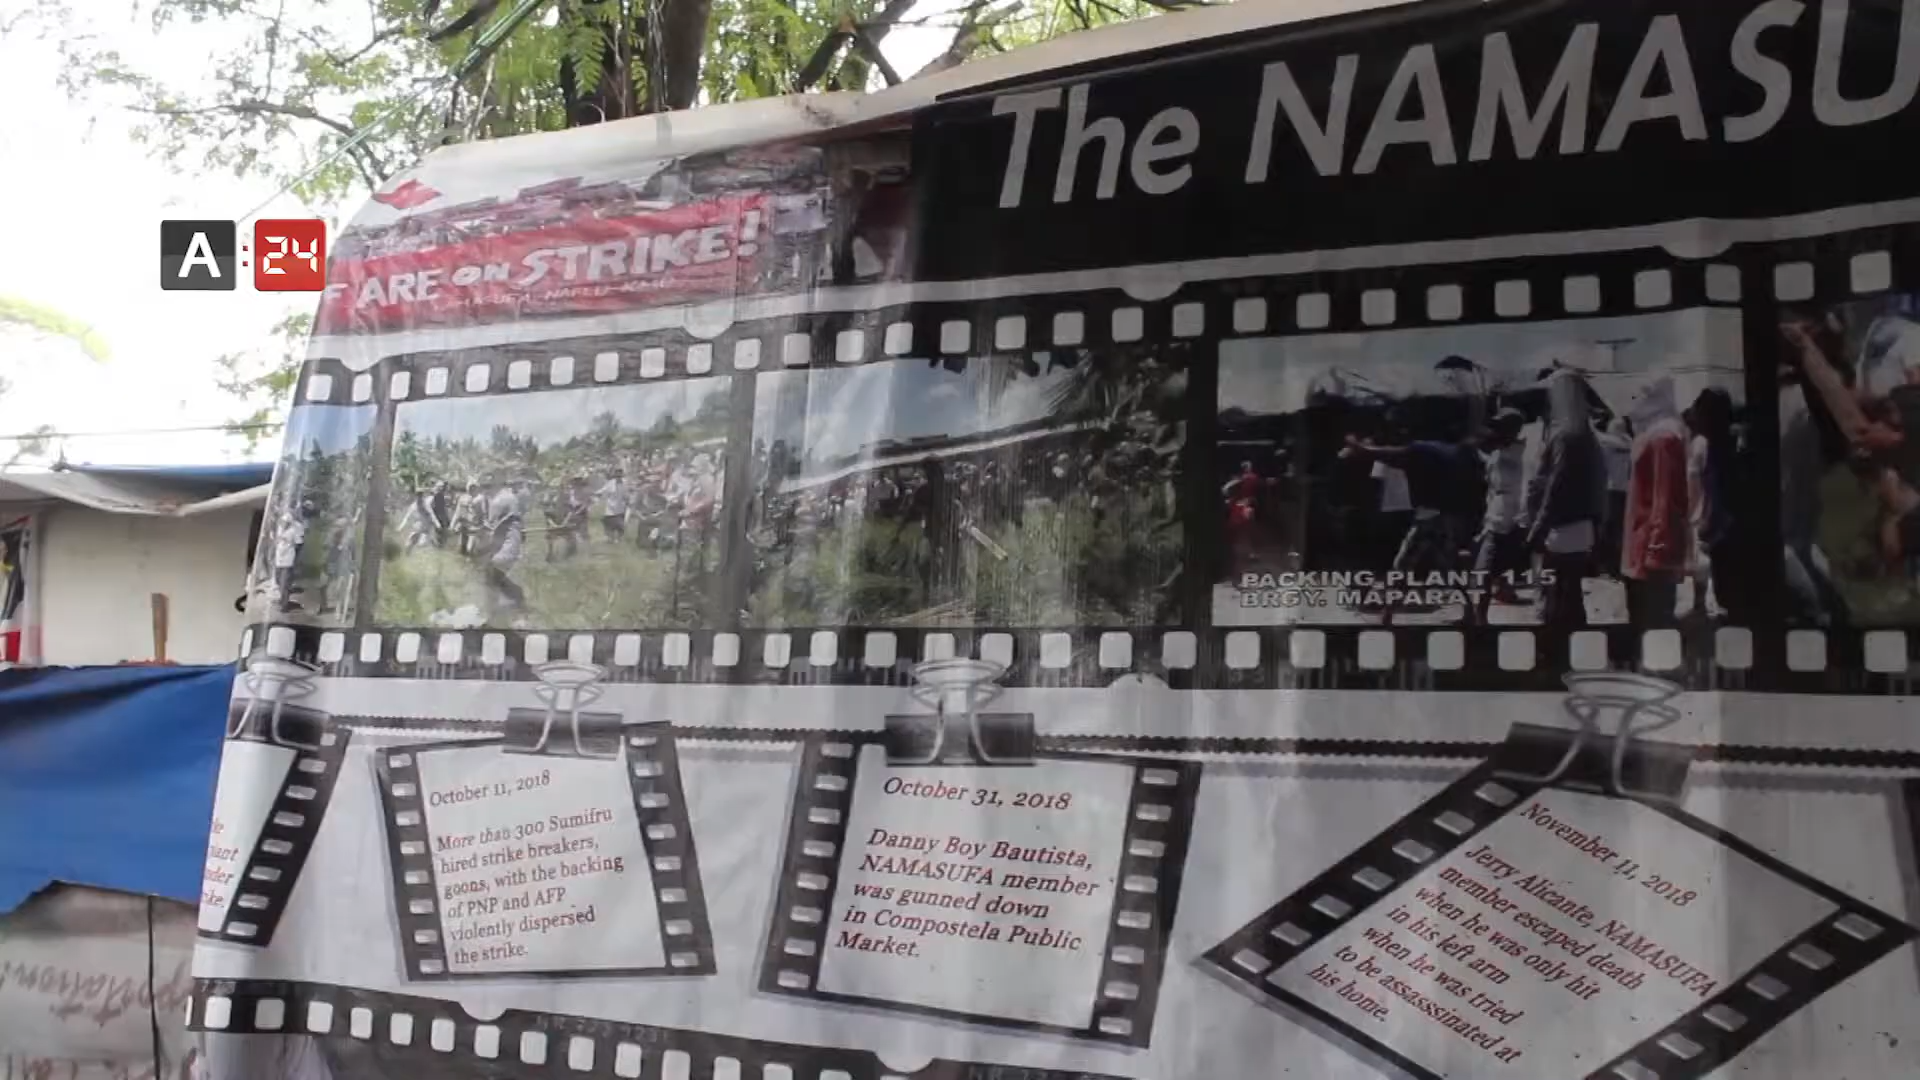 The NAMASU
A:24
ARE ON STRIKE!
PACKING PLANT 115
BRGY. MAPARAT
October 11, 2018
More than 300 Sumifru
hired strike breakers,
goons, with the backing
of PNP and AFP
violently dispersed
the strike.
October 31, 2018
Danny Boy Bautista,
NAMASUFA member
was gunned down
in Compostela Public
Market.
November 11, 2018
Jerry Alicante, NAMASUFA
member escaped death
when he was only hit
in his left arm
when he was tried
to be assasssinated at
his home.